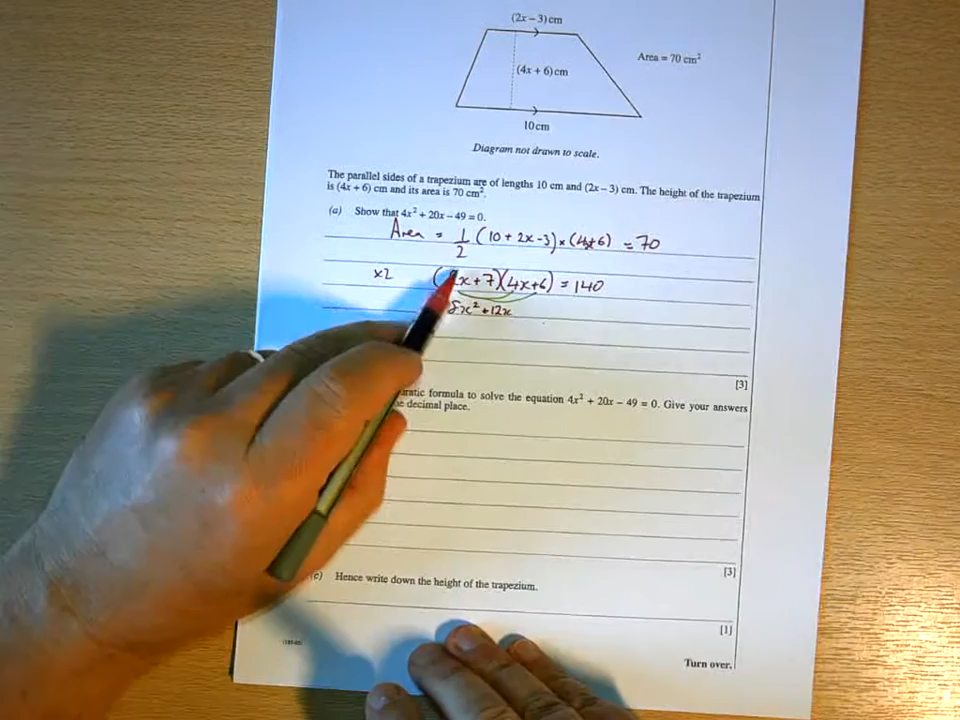 (2x – 3) cm
(4x + 6) cm
Area = 70 cm²
10 cm
Diagram not drawn to scale.
The parallel sides of a trapezium are of lengths 10 cm and (2x – 3) cm. The height of the trapezium
is (4x + 6) cm and its area is 70 cm².
(a) Show that 4x² + 20x – 49 = 0.
Area = 1/2 (10 + 2x - 3) × (4x+6) = 70
×2 (2x + 7)(4x+6) = 140
8x² + 12x
[3]
formula to solve the equation 4x² + 20x – 49 = 0. Give your answers
decimal place.
[3]
(c) Hence write down the height of the trapezium.
[1]
Turn over.